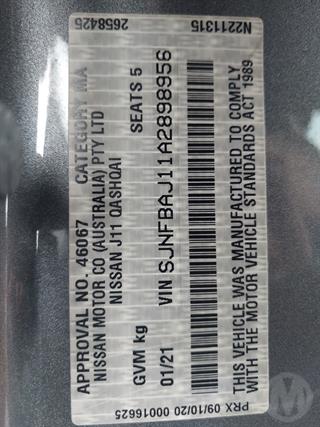 2658425 N2211315
APPROVAL NO. 46067 CATEGORY MA
NISSAN MOTOR CO (AUSTRALIA) PTY LTD
NISSAN J11 QASHQAI
GVM kg SEATS 5
01/21 VIN SJNFBAJ11A2898956
THIS VEHICLE WAS MANUFACTURED TO COMPLY
WITH THE MOTOR VEHICLE STANDARDS ACT 1989
PRX 09/10/20 00016625